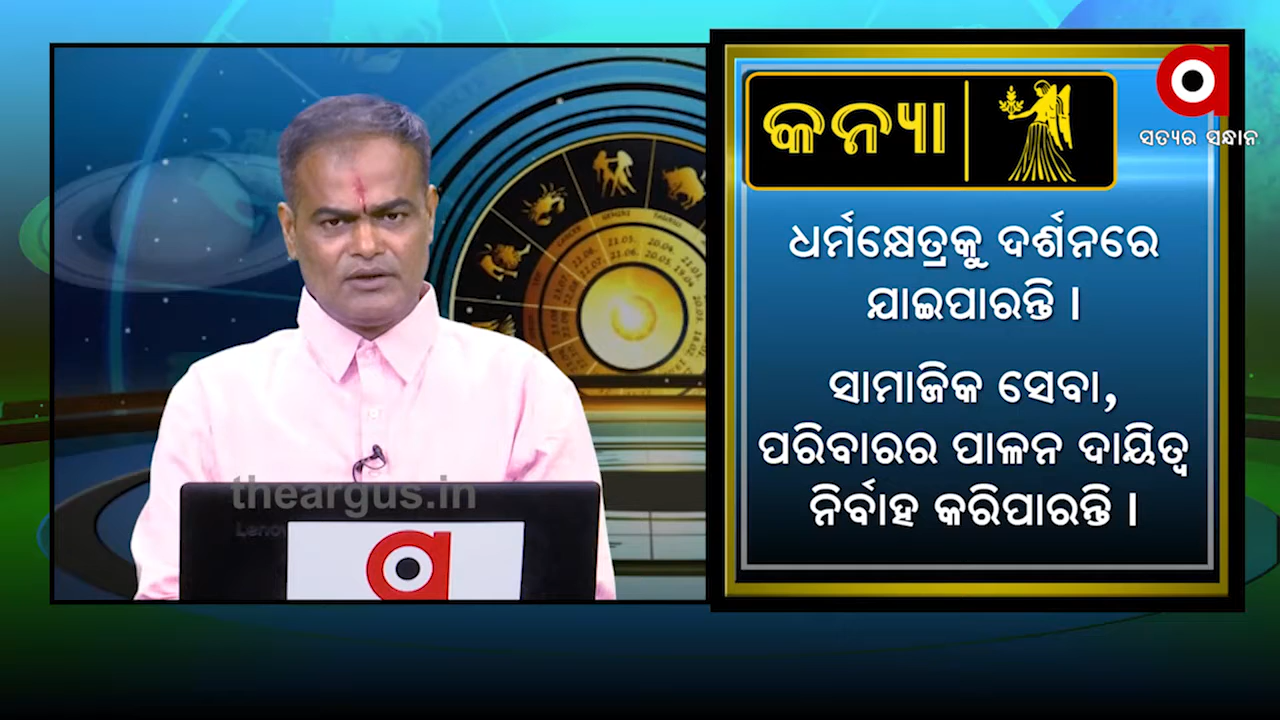 କନ୍ୟା
ସତ୍ୟର ସନ୍ଧାନ
ଧର୍ମକ୍ଷେତ୍ରକୁ ଦର୍ଶନରେ
ଯାଇପାରନ୍ତି ।
ସାମାଜିକ ସେବା,
ପରିବାରର ପାଳନ ଦାୟିତ୍ୱ
ନିର୍ବାହ କରିପାରନ୍ତି ।
theargus.in